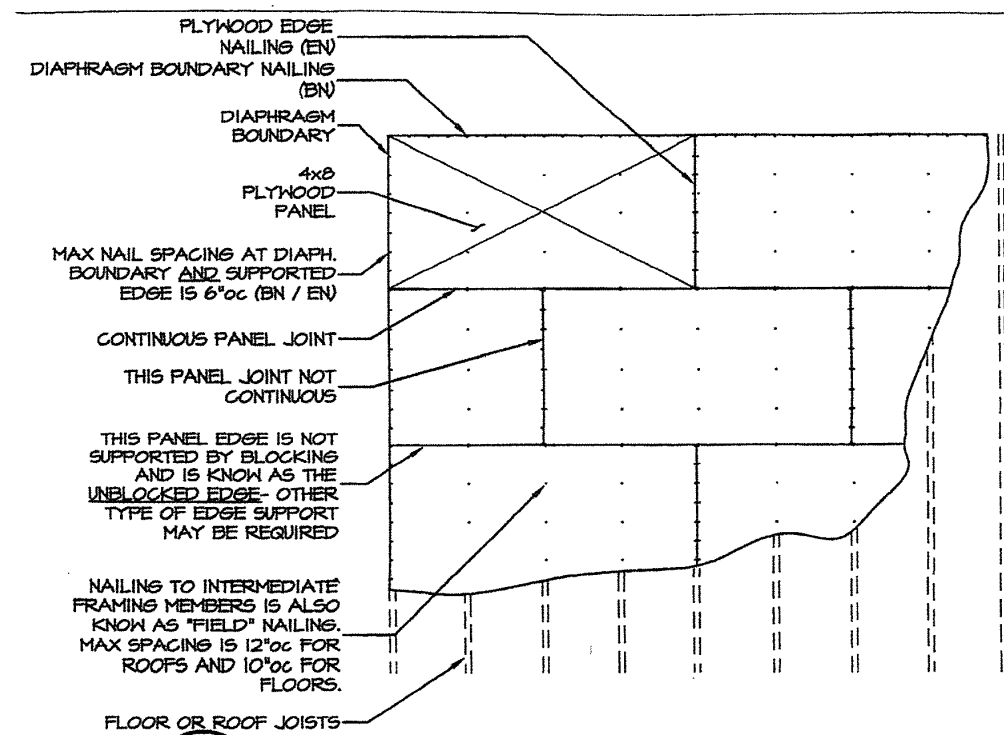 PLYWOOD EDGE
NAILING (EN)
DIAPHRAGM BOUNDARY NAILING
(BN)
DIAPHRAGM
BOUNDARY
4x8
PLYWOOD
PANEL
MAX NAIL SPACING AT DIAPH.
BOUNDARY AND SUPPORTED
EDGE IS 6"oc (BN / EN)
CONTINUOUS PANEL JOINT
THIS PANEL JOINT NOT
CONTINUOUS
THIS PANEL EDGE IS NOT
SUPPORTED BY BLOCKING
AND IS KNOW AS THE
UNBLOCKED EDGE- OTHER
TYPE OF EDGE SUPPORT
MAY BE REQUIRED
NAILING TO INTERMEDIATE
FRAMING MEMBERS IS ALSO
KNOW AS "FIELD" NAILING.
MAX SPACING IS 12"oc FOR
ROOFS AND 10"oc FOR
FLOORS.
FLOOR OR ROOF JOISTS